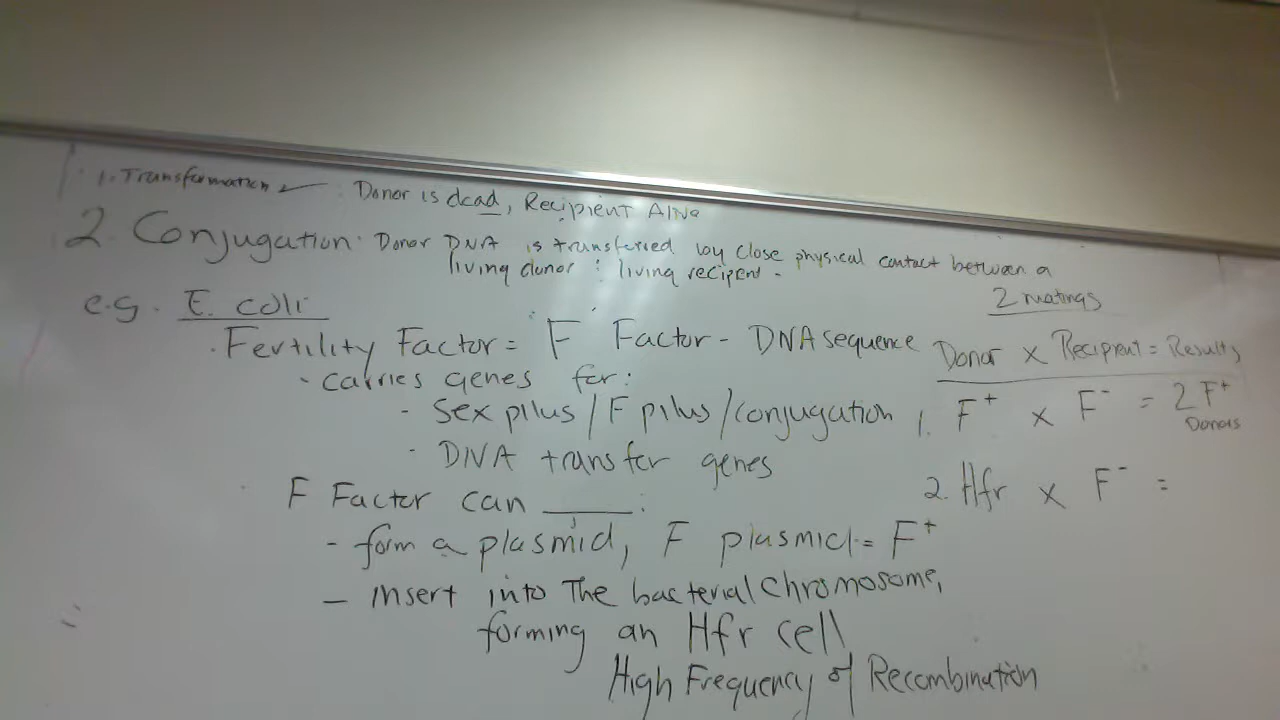 1. Transformation ✓ Donor is dead, Recipient Alive
2. Conjugation: Donor DNA is transferred by close physical contact between a
living donor : living recipent.
e.g. E. coli
2 matings
· Fertility Factor = F Factor - DNA sequence
Donor x Recipient = Results
· carries genes for:
- sex pilus/F pilus/conjugation
1. F⁺ x F⁻ = 2 F⁺
Donors
· DNA transfer genes
F Factor can ____:
2. Hfr x F⁻ =
- form a plasmid, F plasmid = F⁺
- insert into The bacterial chromosome,
forming an Hfr cell
High Frequency of Recombination